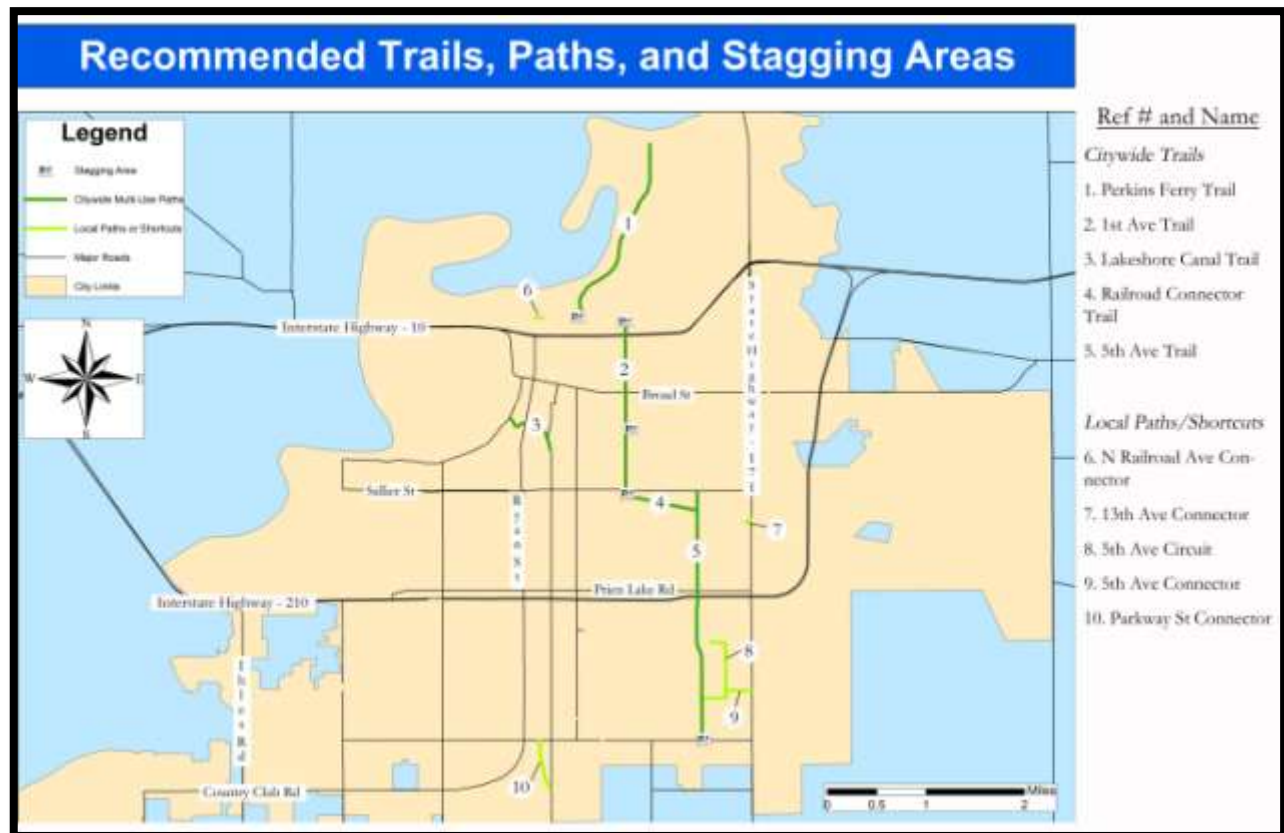 Recommended Trails, Paths, and Stagging Areas
Legend
Stagging Area
Citywide Multi-Use Paths
Local Paths or Shortcuts
Major Roads
City Limits
N
W
E
S
Ref # and Name
Citywide Trails
1. Perkins Ferry Trail
2. 1st Ave Trail
3. Lakeshore Canal Trail
4. Railroad Connector
Trail
5. 5th Ave Trail
Local Paths/Shortcuts
6. N Railroad Ave Con-
nector
7. 13th Ave Connector
8. 5th Ave Circuit
9. 5th Ave Connector
10. Parkway St Connector
1
6
Interstate Highway - 10
State Highway - 171
2
Broad St
3
Sallier St
4
Ryan St
7
5
Prien Lake Rd
Interstate Highway - 210
Ihles Rd
8
9
10
Country Club Rd
Miles
0 0.5 1 2